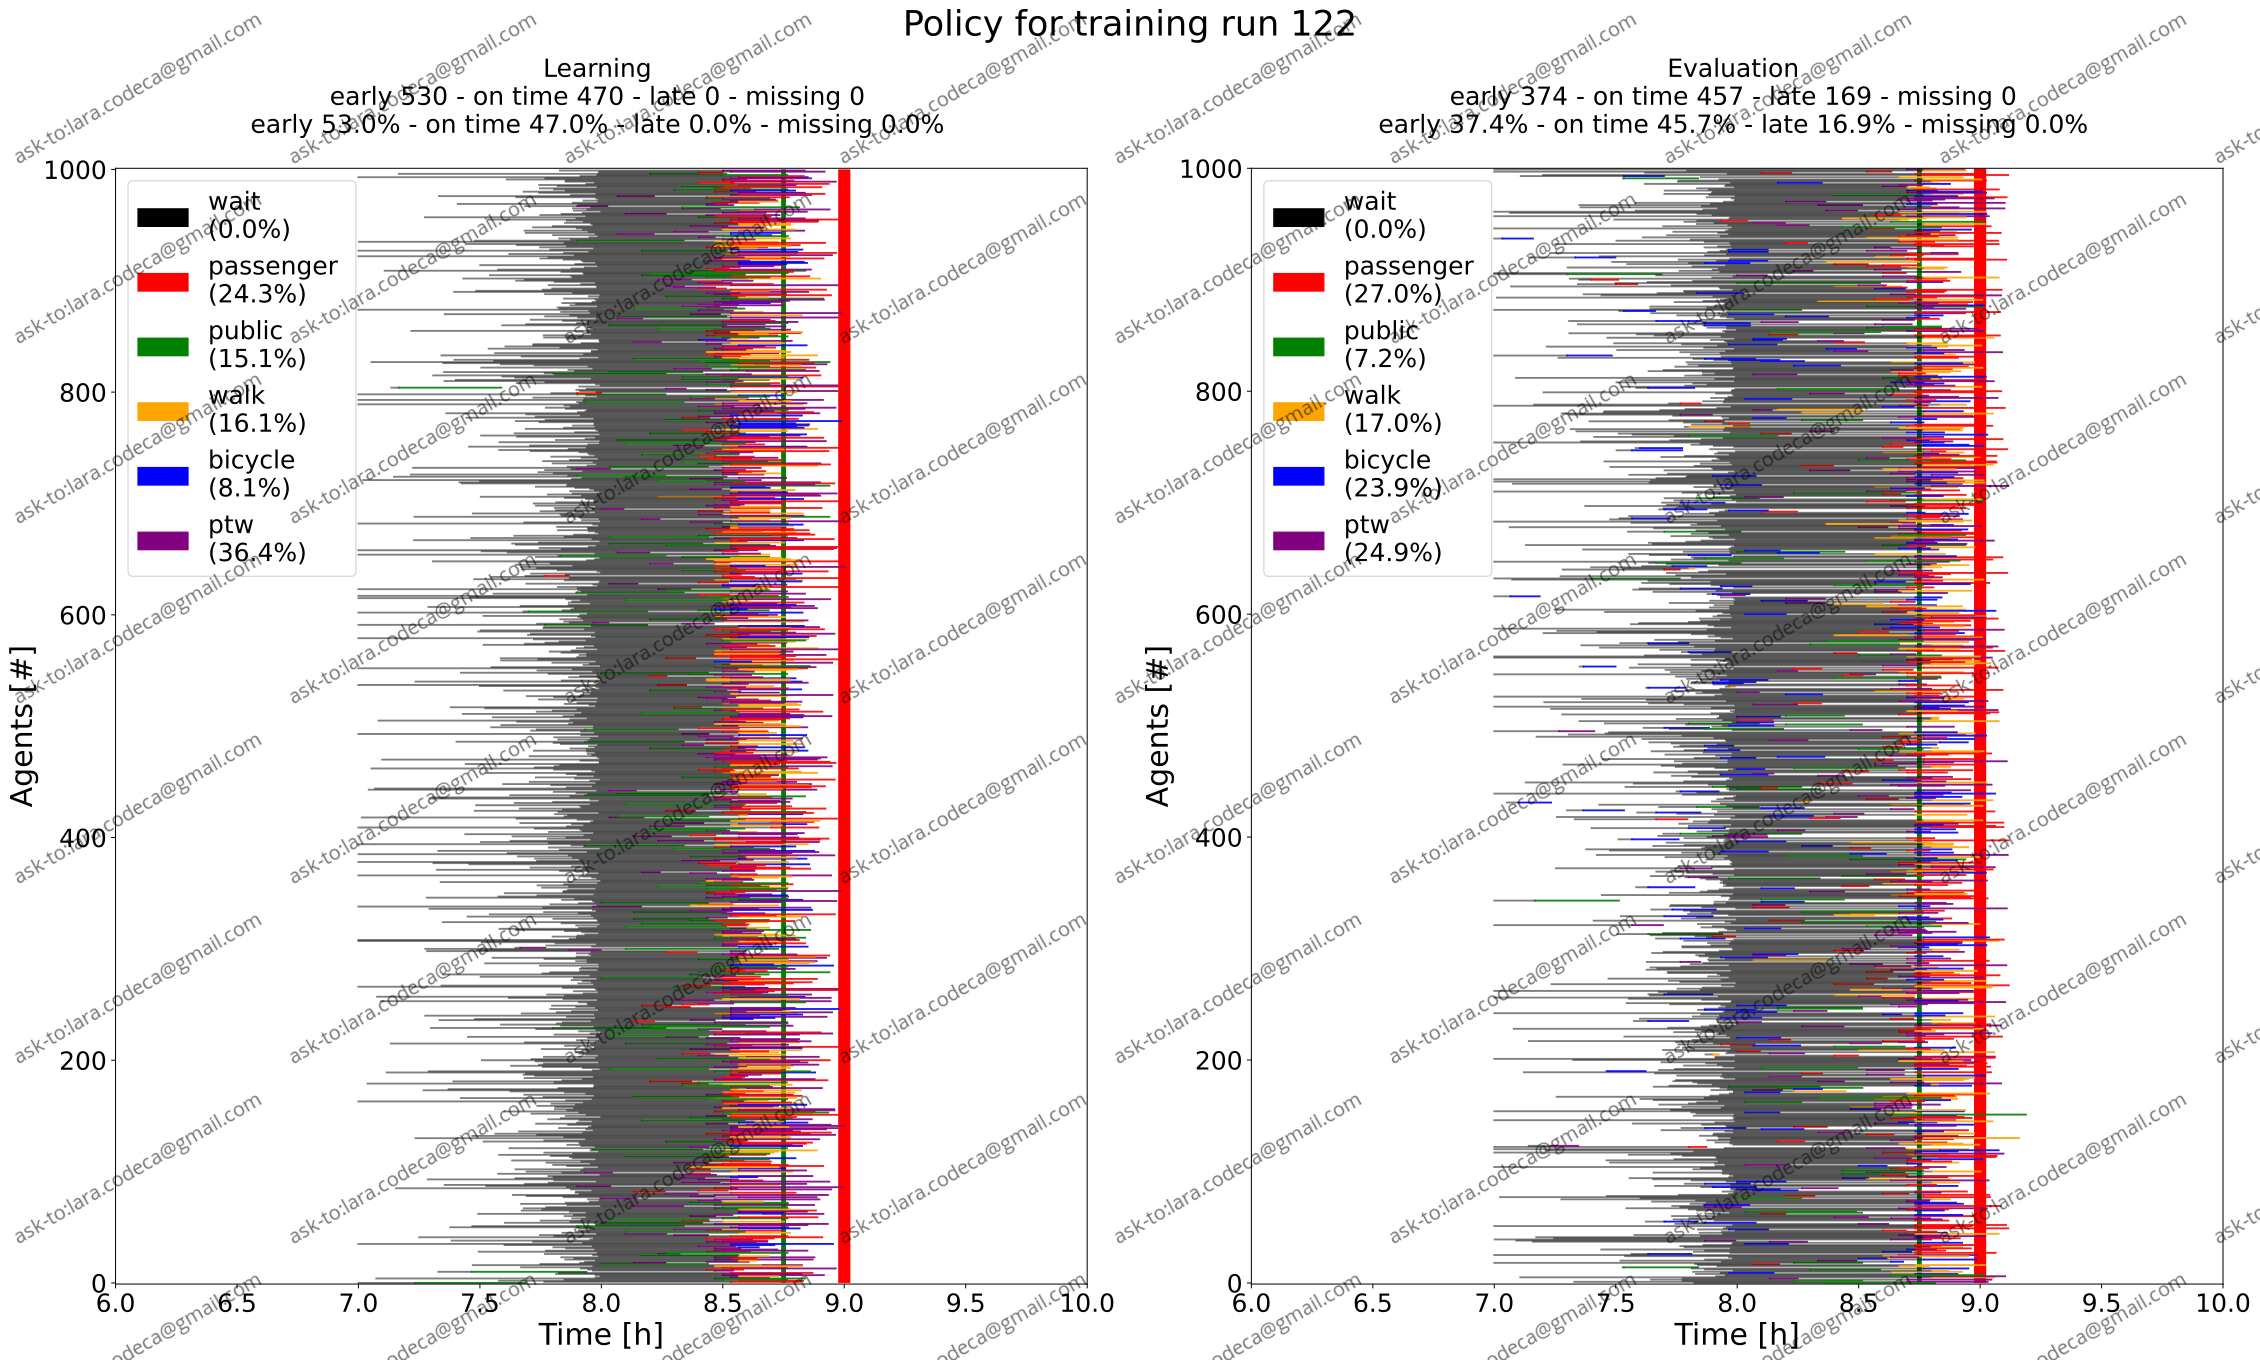 Policy for training run 122
Learning
early 530 - on time 470 - late 0 - missing 0
early 53.0% - on time 47.0% - late 0.0% - missing 0.0%
wait
(0.0%)
passenger
(24.3%)
public
(15.1%)
walk
(16.1%)
bicycle
(8.1%)
ptw
(36.4%)
Agents [#]
1000
800
600
400
200
0
6.0 6.5 7.0 7.5 8.0 8.5 9.0 9.5 10.0
Time [h]
Evaluation
early 374 - on time 457 - late 169 - missing 0
early 37.4% - on time 45.7% - late 16.9% - missing 0.0%
wait
(0.0%)
passenger
(27.0%)
public
(7.2%)
walk
(17.0%)
bicycle
(23.9%)
ptw
(24.9%)
Agents [#]
1000
800
600
400
200
0
6.0 6.5 7.0 7.5 8.0 8.5 9.0 9.5 10.0
Time [h]
ask-to:lara.codeca@gmail.com